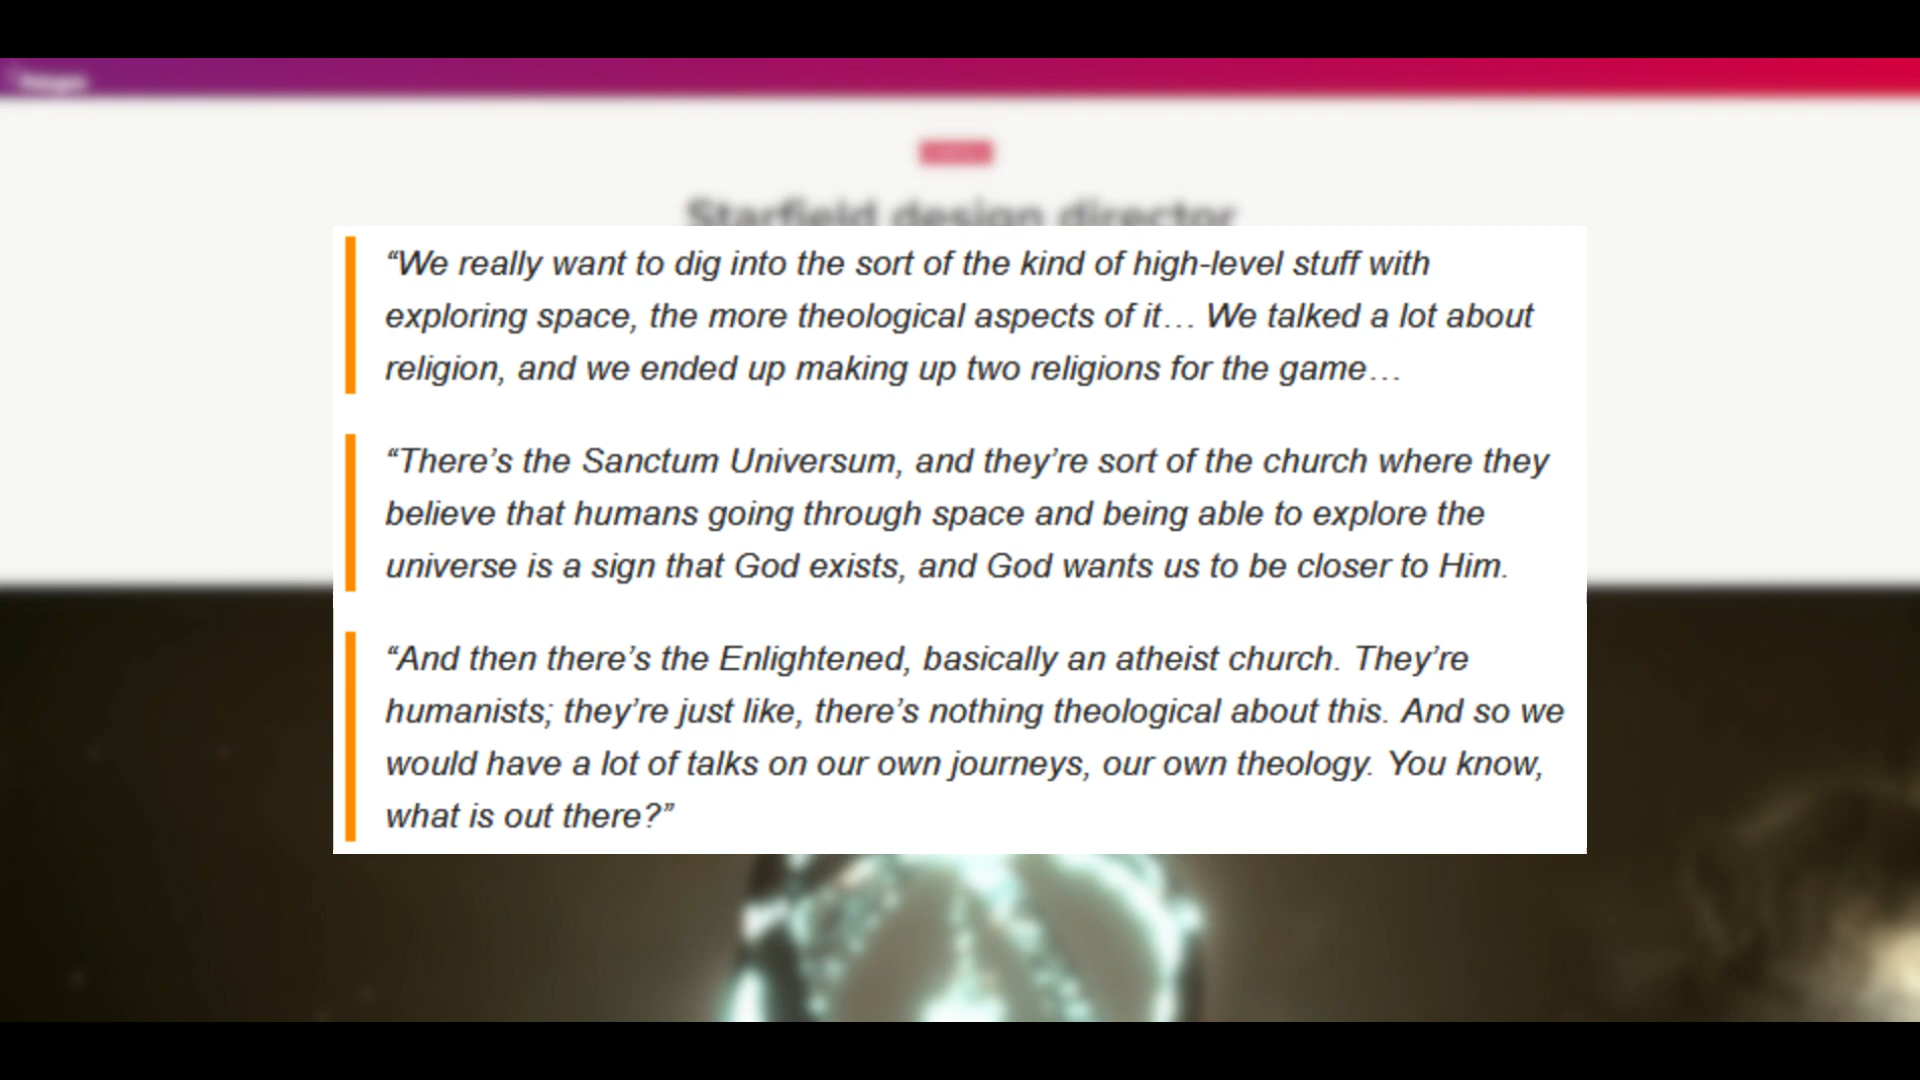 Starfield design director
“We really want to dig into the sort of the kind of high-level stuff with
exploring space, the more theological aspects of it… We talked a lot about
religion, and we ended up making up two religions for the game…
“There’s the Sanctum Universum, and they’re sort of the church where they
believe that humans going through space and being able to explore the
universe is a sign that God exists, and God wants us to be closer to Him.
“And then there’s the Enlightened, basically an atheist church. They’re
humanists; they’re just like, there’s nothing theological about this. And so we
would have a lot of talks on our own journeys, our own theology. You know,
what is out there?”